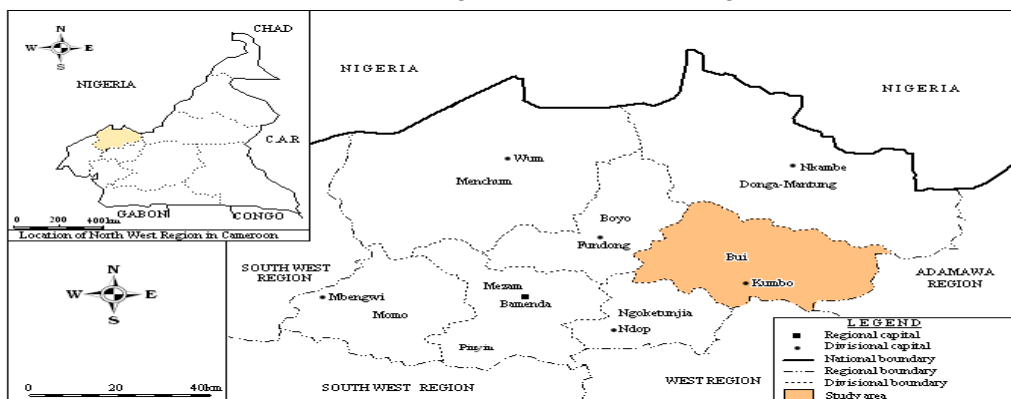 CHAD
N
W E
S
NIGERIA
C.A.R
GABON
CONGO
0 200 400km
Location of North West Region in Cameroon
N
W E
S
0 20 40km
NIGERIA
NIGERIA
Wum
Menchum
Nkambe
Donga-Mantung
Boyo
Fundong
Bui
Kumbo
SOUTH WEST
REGION
ADAMAWA
REGION
Mbengwi
Momo
Mezam
Bamenda
Ngoketunjia
Ndop
Pinyin
SOUTH WEST REGION
WEST REGION
LEGEND
Regional capital
Divisional capital
National boundary
Regional boundary
Divisional boundary
Study area